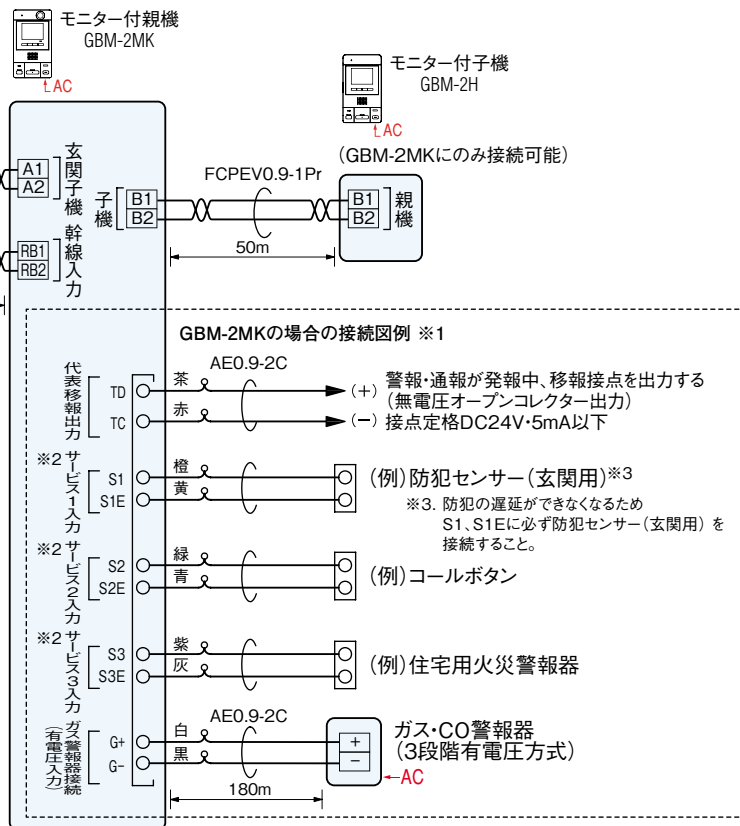 モニター付親機
GBM-2MK
AC
モニター付子機
GBM-2H
AC
(GBM-2MKにのみ接続可能)
A1
A2
玄関子機
RB1
RB2
幹線入力
子機
B1
B2
FCPEV0.9-1Pr
50m
B1
B2
親機
GBM-2MKの場合の接続図例 ※1
代表移報出力
TD
TC
茶
赤
AE0.9-2C
(+)
(-)
警報・通報が発報中、移報接点を出力する
(無電圧オープンコレクター出力)
接点定格DC24V・5mA以下
※2
サービス1入力
S1
S1E
橙
黄
(例)防犯センサー(玄関用)※3
※3. 防犯の遅延ができなくなるため
S1、S1Eに必ず防犯センサー(玄関用) を
接続すること。
※2
サービス2入力
S2
S2E
緑
青
(例)コールボタン
※2
サービス3入力
S3
S3E
紫
灰
(例)住宅用火災警報器
ガス警報器接続
(有電圧入力)
G+
G-
白
黒
AE0.9-2C
180m
+
-
AC
ガス・CO警報器
(3段階有電圧方式)